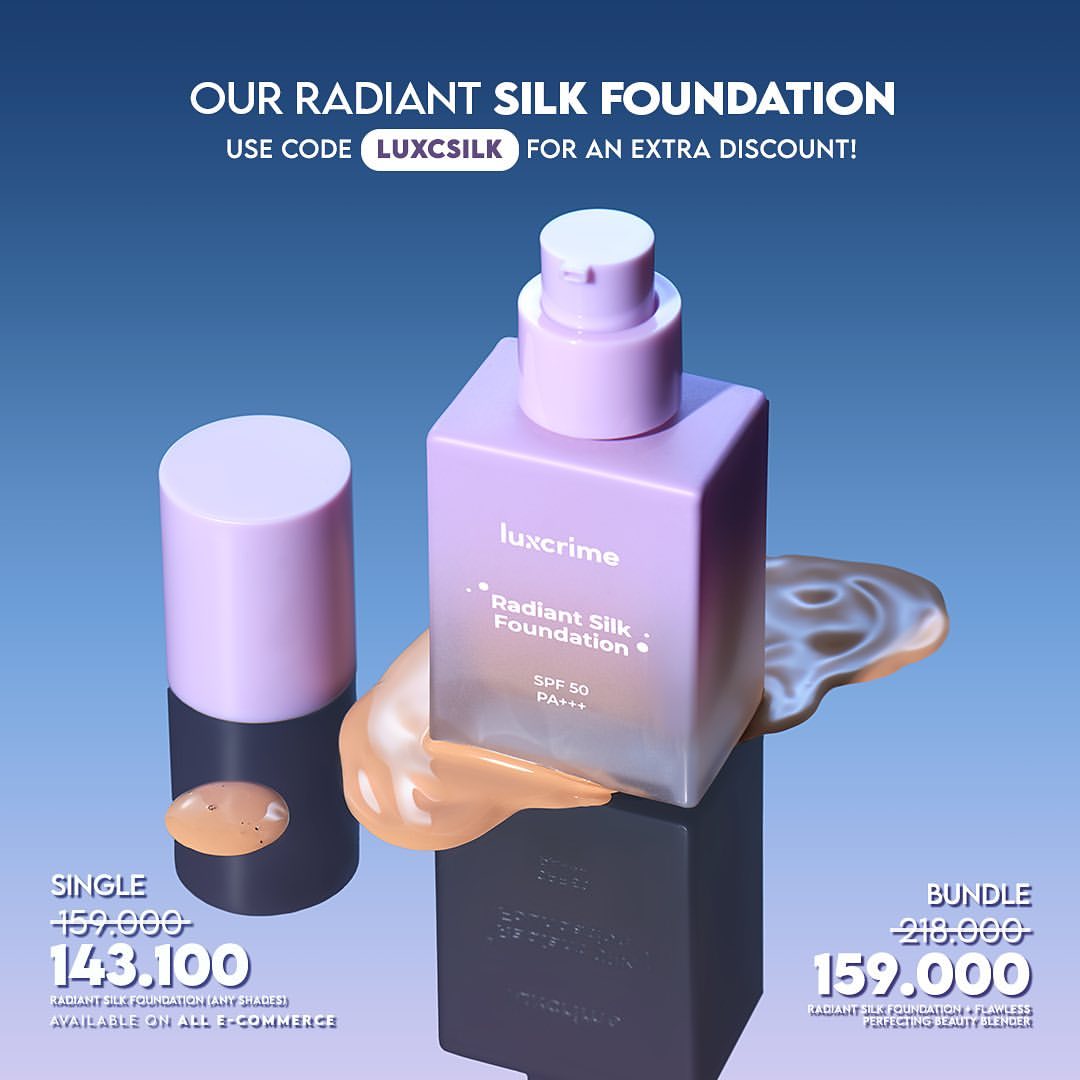 OUR RADIANT SILK FOUNDATION
USE CODE LUXCSILK FOR AN EXTRA DISCOUNT!
luxcrime
Radiant Silk
Foundation
SPF 50
PA+++
SINGLE
159.000
143.100
RADIANT SILK FOUNDATION (ANY SHADES)
AVAILABLE ON ALL E-COMMERCE
BUNDLE
218.000
159.000
RADIANT SILK FOUNDATION + FLAWLESS
PERFECTING BEAUTY BLENDER